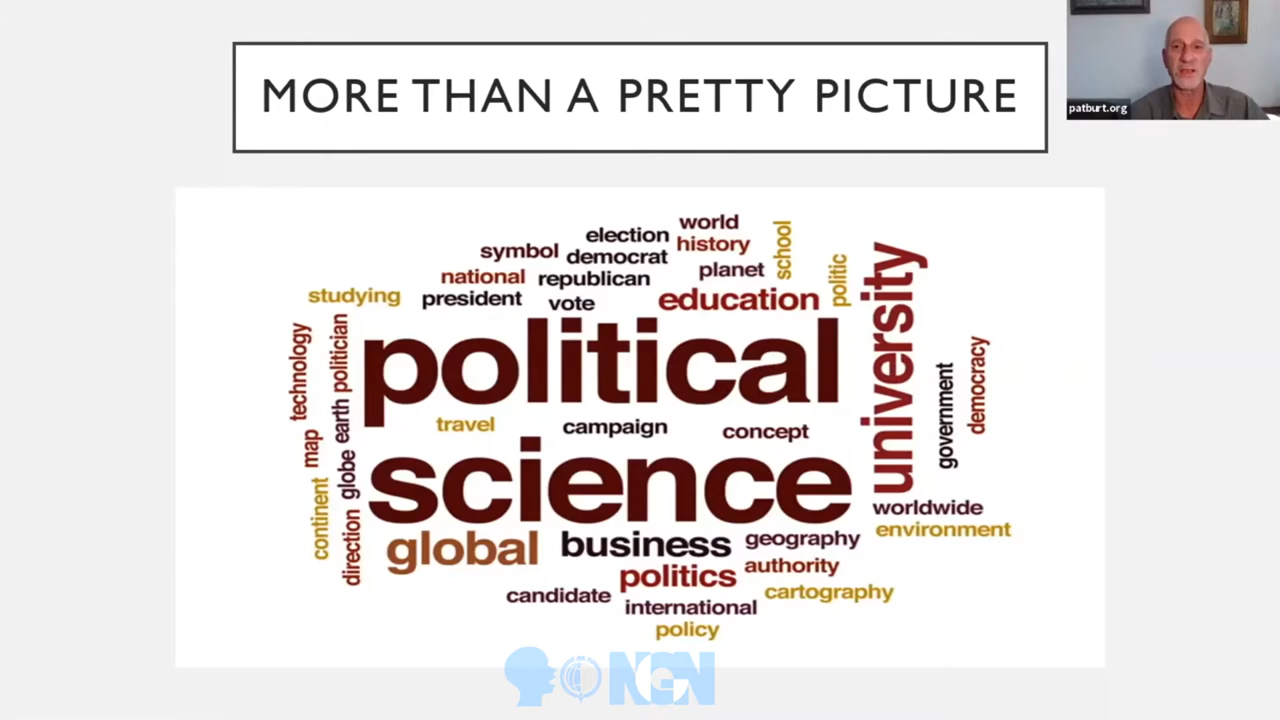 MORE THAN A PRETTY PICTURE
patburt.org
world
election
school
symbol
democrat
history
politic
national
republican
planet
university
studying
president
vote
education
technology
politician
political
government
democracy
earth
travel
campaign
concept
map
globe
science
continent
direction
worldwide
environment
global
business
geography
politics
authority
candidate
international
cartography
policy
NGN